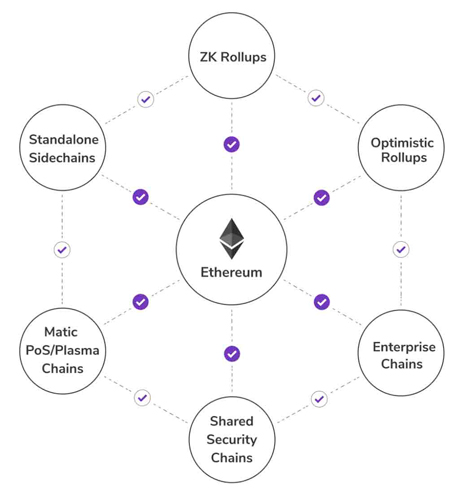 ZK Rollups
Standalone
Sidechains
Optimistic
Rollups
Ethereum
Matic
PoS/Plasma
Chains
Enterprise
Chains
Shared
Security
Chains